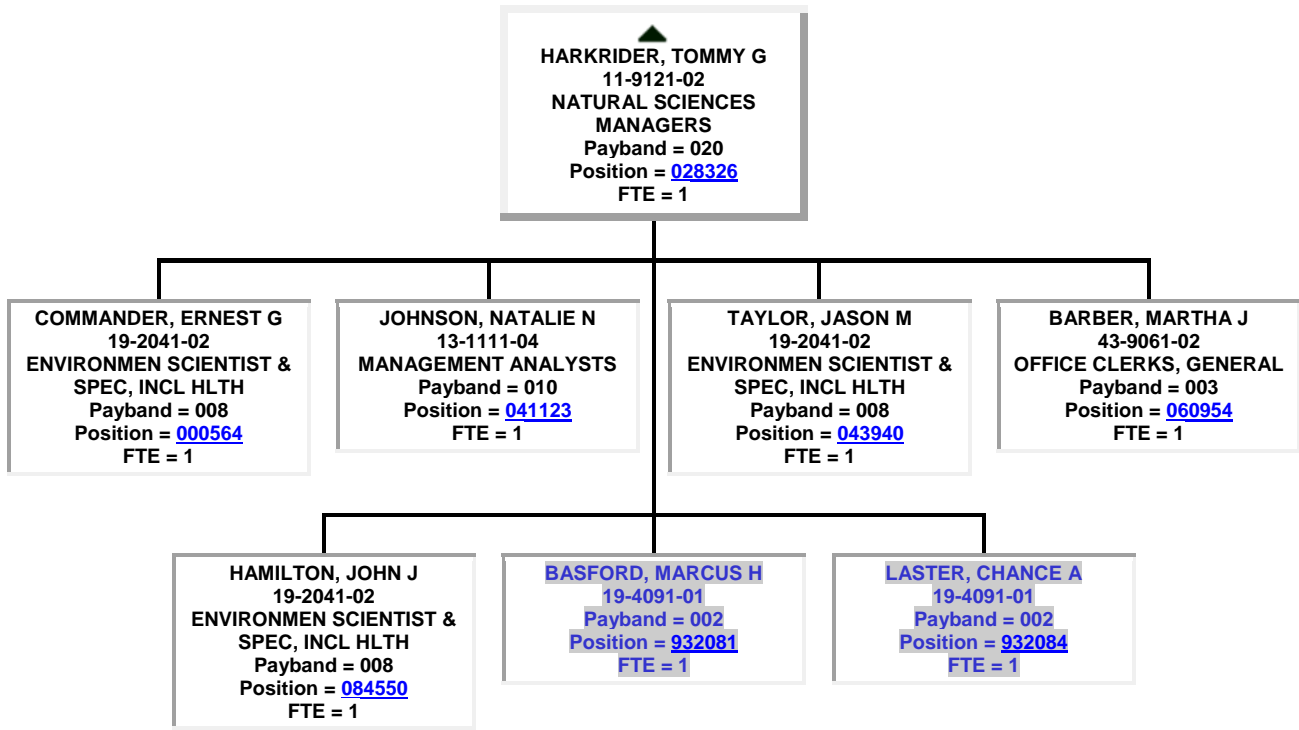 HARKRIDER, TOMMY G
11-9121-02
NATURAL SCIENCES
MANAGERS
Payband = 020
Position = 028326
FTE = 1
COMMANDER, ERNEST G
19-2041-02
ENVIRONMEN SCIENTIST &
SPEC, INCL HLTH
Payband = 008
Position = 000564
FTE = 1
JOHNSON, NATALIE N
13-1111-04
MANAGEMENT ANALYSTS
Payband = 010
Position = 041123
FTE = 1
TAYLOR, JASON M
19-2041-02
ENVIRONMEN SCIENTIST &
SPEC, INCL HLTH
Payband = 008
Position = 043940
FTE = 1
BARBER, MARTHA J
43-9061-02
OFFICE CLERKS, GENERAL
Payband = 003
Position = 060954
FTE = 1
HAMILTON, JOHN J
19-2041-02
ENVIRONMEN SCIENTIST &
SPEC, INCL HLTH
Payband = 008
Position = 084550
FTE = 1
BASFORD, MARCUS H
19-4091-01
Payband = 002
Position = 932081
FTE = 1
LASTER, CHANCE A
19-4091-01
Payband = 002
Position = 932084
FTE = 1